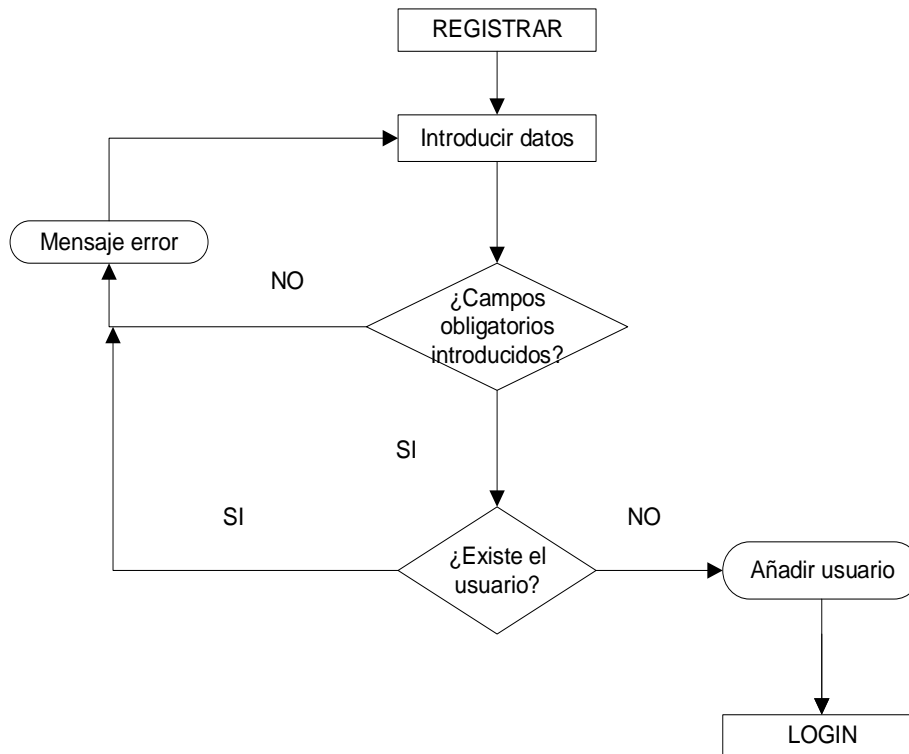 REGISTRAR
Introducir datos
Mensaje error
NO
¿Campos
obligatorios
introducidos?
SI
SI
NO
¿Existe el
usuario?
Añadir usuario
LOGIN